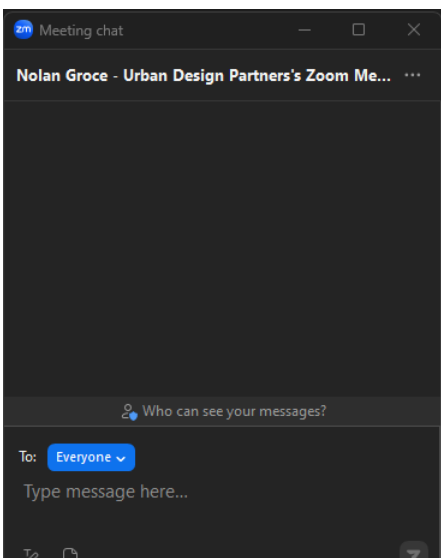 zm Meeting chat
Nolan Groce - Urban Design Partners's Zoom Me... ...
Who can see your messages?
To: Everyone
Type message here...